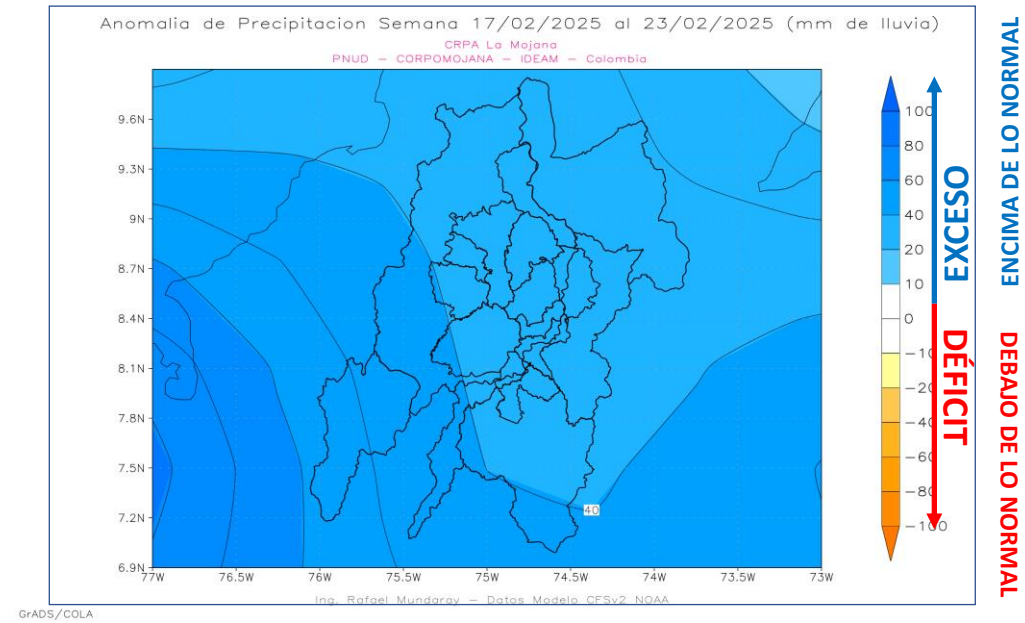 Anomalia de Precipitacion Semana 17/02/2025 al 23/02/2025 (mm de lluvia)
CRPA La Mojana
PNUD – CORPOMOJANA – IDEAM – Colombia
9.6N
9.3N
9N
8.7N
8.4N
8.1N
7.8N
7.5N
7.2N
6.9N
77W
76.5W
76W
75.5W
75W
74.5W
74W
73.5W
73W
40
100
80
60
40
20
10
0
−10
−20
−40
−60
−80
−100
EXCESO
DÉFICIT
ENCIMA DE LO NORMAL
DEBAJO DE LO NORMAL
Ing. Rafael Mundaray – Datos Modelo CFSv2 NOAA
GrADS/COLA